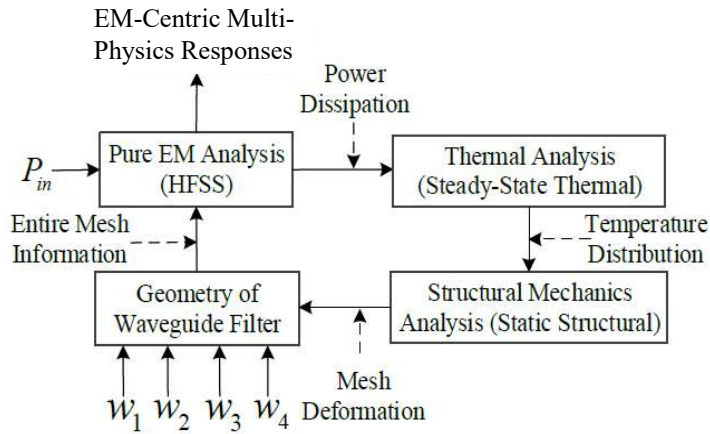 EM-Centric Multi-
Physics Responses
Power
Dissipation
P_in
Pure EM Analysis
(HFSS)
Thermal Analysis
(Steady-State Thermal)
Entire Mesh
Information
Temperature
Distribution
Geometry of
Waveguide Filter
Structural Mechanics
Analysis (Static Structural)
Mesh
Deformation
w_1 w_2 w_3 w_4